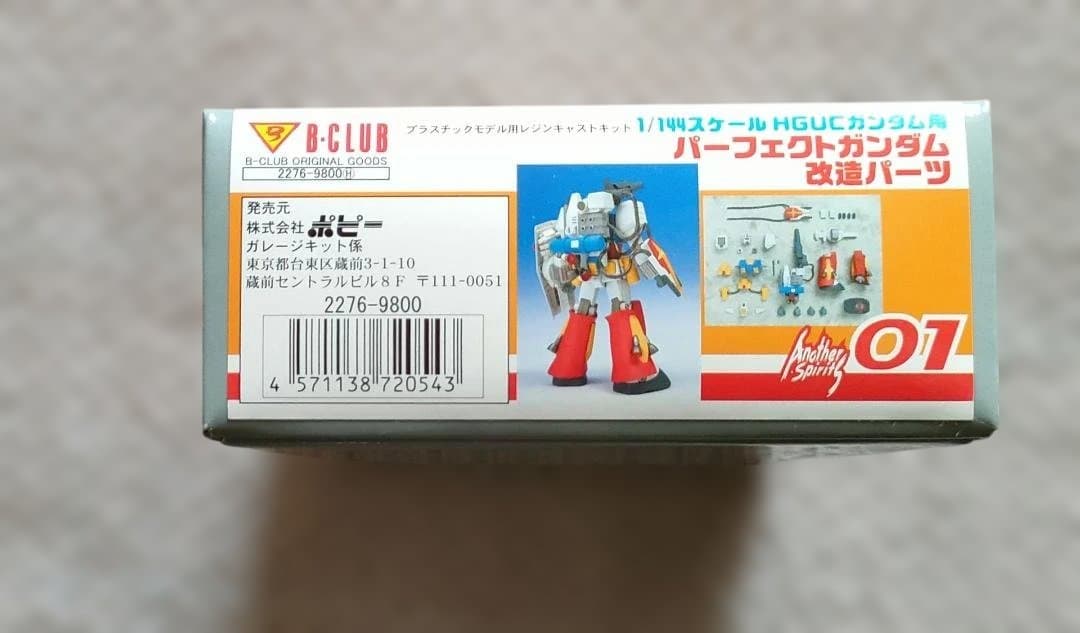 B-CLUB
B-CLUB ORIGINAL GOODS
2276-9800Ⓗ
プラスチックモデル用レジンキャストキット
1/144スケール HGUCガンダム用
パーフェクトガンダム
改造パーツ
発売元
株式会社 ポピー
ガレージキット係
東京都台東区蔵前3-1-10
蔵前セントラルビル8F 〒111-0051
2276-9800
4 571138 720543
Another
Spirits
01